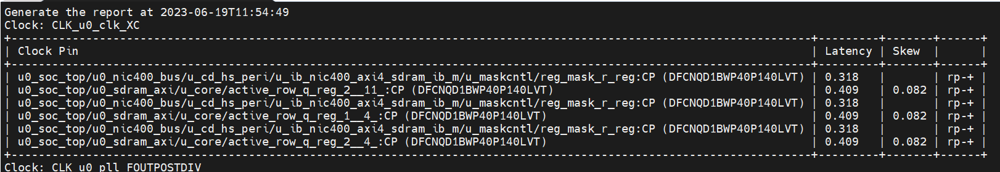 Generate the report at 2023-06-19T11:54:49
Clock: CLK_u0_clk_XC
+----------------------------------------------------------------------------------------------------------------------+---------+-------+------+
| Clock Pin | Latency | Skew | |
+----------------------------------------------------------------------------------------------------------------------+---------+-------+------+
| u0_soc_top/u0_nic400_bus/u_cd_hs_peri/u_ib_nic400_axi4_sdram_ib_m/u_maskcntl/reg_mask_r_reg:CP (DFCNQD1BWP40P140LVT) | 0.318 | | rp-+ |
| u0_soc_top/u0_sdram_axi/u_core/active_row_q_reg_2__11_:CP (DFCNQD1BWP40P140LVT) | 0.409 | 0.082 | rp-+ |
| u0_soc_top/u0_nic400_bus/u_cd_hs_peri/u_ib_nic400_axi4_sdram_ib_m/u_maskcntl/reg_mask_r_reg:CP (DFCNQD1BWP40P140LVT) | 0.318 | | rp-+ |
| u0_soc_top/u0_sdram_axi/u_core/active_row_q_reg_1__4_:CP (DFCNQD1BWP40P140LVT) | 0.409 | 0.082 | rp-+ |
| u0_soc_top/u0_nic400_bus/u_cd_hs_peri/u_ib_nic400_axi4_sdram_ib_m/u_maskcntl/reg_mask_r_reg:CP (DFCNQD1BWP40P140LVT) | 0.318 | | rp-+ |
| u0_soc_top/u0_sdram_axi/u_core/active_row_q_reg_2__4_:CP (DFCNQD1BWP40P140LVT) | 0.409 | 0.082 | rp-+ |
+----------------------------------------------------------------------------------------------------------------------+---------+-------+------+
Clock: CLK_u0_pll_FOUTPOSTDIV